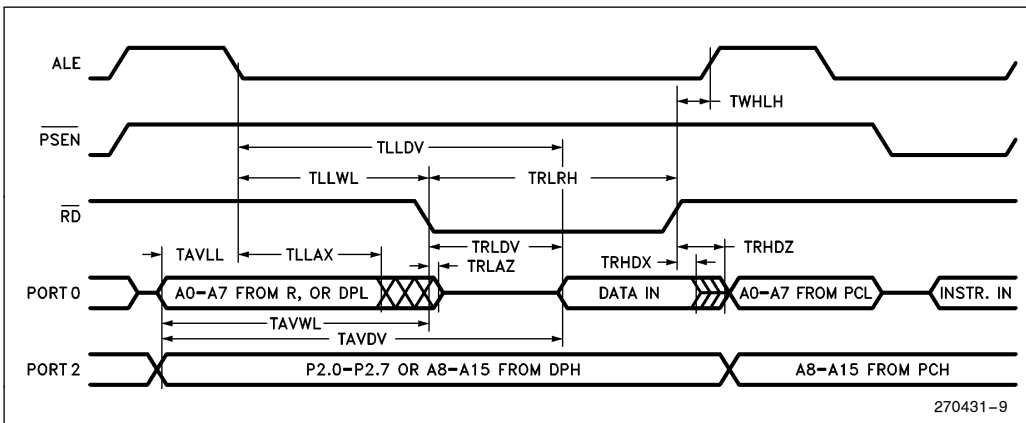 ALE
TWHLH
PSEN
TLLDV
TLLWL
TRLRH
RD
TAVLL
TLLAX
TRLDV
TRLAZ
TRHDX
TRHDZ
PORT 0
A0-A7 FROM R, OR DPL
DATA IN
A0-A7 FROM PCL
INSTR. IN
TAVWL
TAVDV
PORT 2
P2.0-P2.7 OR A8-A15 FROM DPH
A8-A15 FROM PCH
270431-9